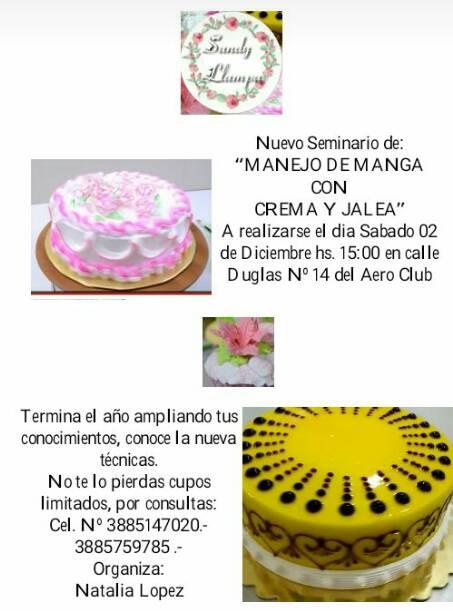 Sandy
Llampa
Nuevo Seminario de:
“MANEJO DE MANGA
CON
CREMA Y JALEA”
A realizarse el dia Sabado 02
de Diciembre hs. 15:00 en calle
Duglas Nº 14 del Aero Club
Termina el año ampliando tus
conocimientos, conoce la nueva
técnicas.
No te lo pierdas cupos
limitados, por consultas:
Cel. Nº 3885147020.-
3885759785 .-
Organiza:
Natalia Lopez